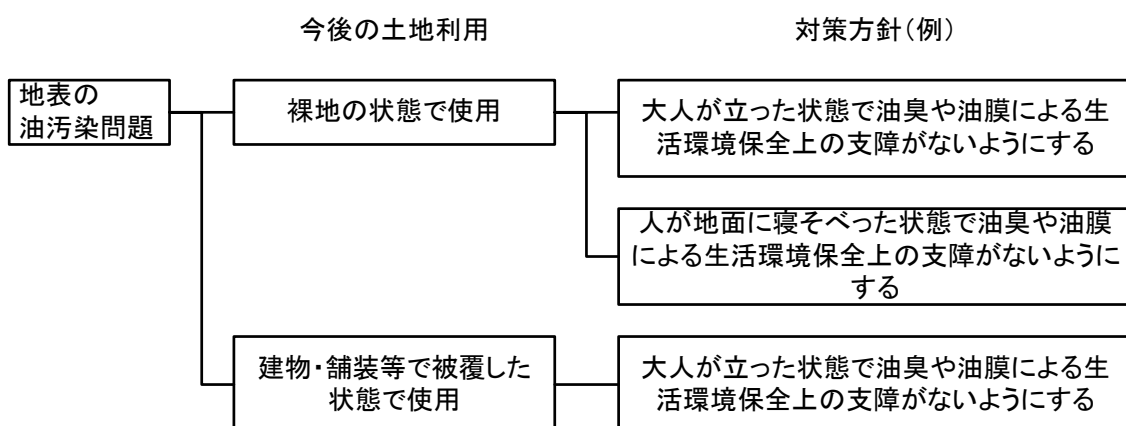 今後の土地利用
対策方針(例)
地表の
油汚染問題
裸地の状態で使用
大人が立った状態で油臭や油膜による生
活環境保全上の支障がないようにする
人が地面に寝そべった状態で油臭や油膜
による生活環境保全上の支障がないように
する
建物・舗装等で被覆した
状態で使用
大人が立った状態で油臭や油膜による生
活環境保全上の支障がないようにする